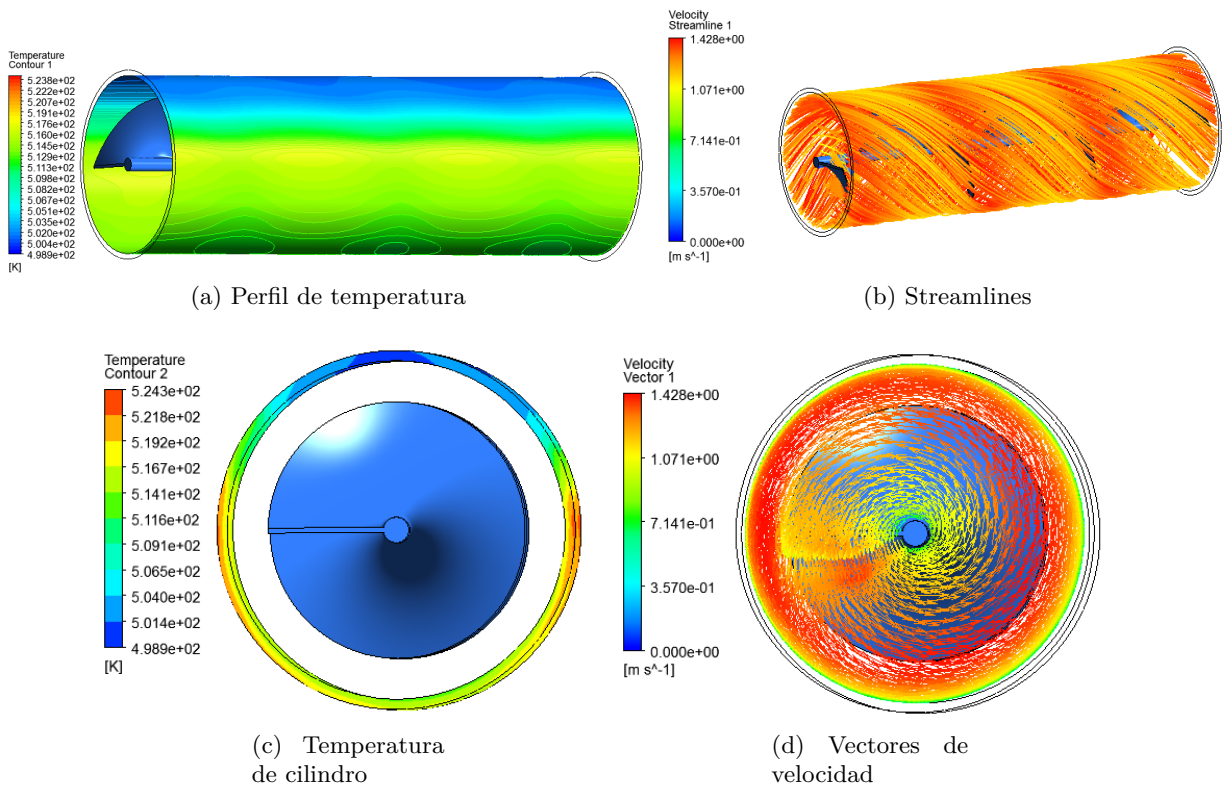 Temperature
Contour 1
5.238e+02
5.222e+02
5.207e+02
5.191e+02
5.176e+02
5.160e+02
5.145e+02
5.129e+02
5.113e+02
5.098e+02
5.082e+02
5.067e+02
5.051e+02
5.035e+02
5.020e+02
5.004e+02
4.989e+02
[K]
(a) Perfil de temperatura
Velocity
Streamline 1
1.428e+00
1.071e+00
7.141e-01
3.570e-01
0.000e+00
[m s^-1]
(b) Streamlines
Temperature
Contour 2
5.243e+02
5.218e+02
5.192e+02
5.167e+02
5.141e+02
5.116e+02
5.091e+02
5.065e+02
5.040e+02
5.014e+02
4.989e+02
[K]
(c) Temperatura
de cilindro
Velocity
Vector 1
1.428e+00
1.071e+00
7.141e-01
3.570e-01
0.000e+00
[m s^-1]
(d) Vectores de
velocidad